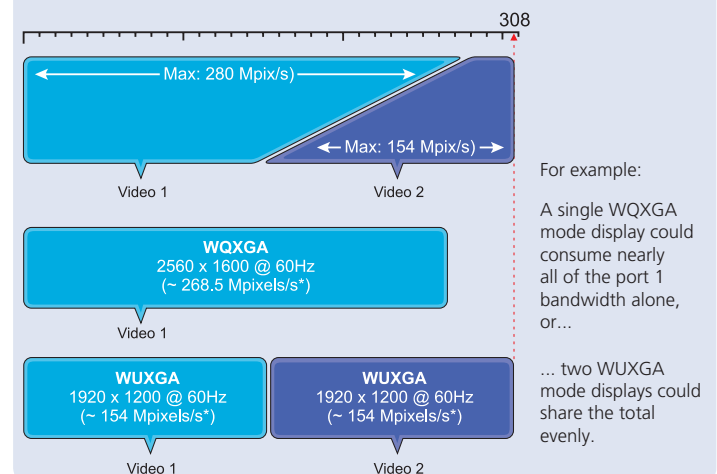 308
Max: 280 Mpix/s)
Max: 154 Mpix/s)
Video 1
Video 2
WQXGA
2560 x 1600 @ 60Hz
(~ 268.5 Mpixels/s*)
Video 1
WUXGA
1920 x 1200 @ 60Hz
(~ 154 Mpixels/s*)
Video 1
WUXGA
1920 x 1200 @ 60Hz
(~ 154 Mpixels/s*)
Video 2
For example:
A single WQXGA
mode display could
consume nearly
all of the port 1
bandwidth alone,
or...
... two WUXGA
mode displays could
share the total
evenly.